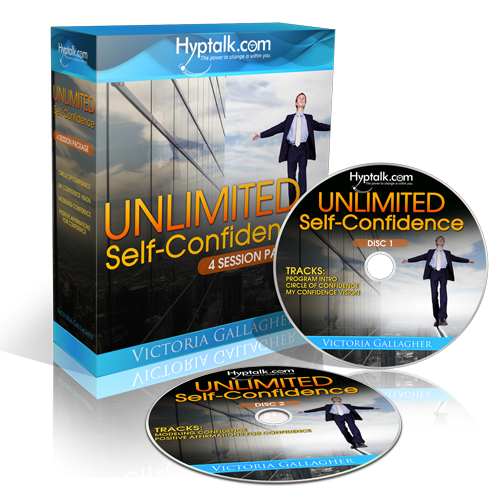 Hyptalk.com
The power to change is within you
UNLIMITED
Self-Confidence
4 SESSION PACKAGE
CIRCLE OF CONFIDENCE
MY CONFIDENCE VISION
MODELING CONFIDENCE
POSITIVE AFFIRMATIONS
FOR CONFIDENCE
UNLIMITED
Self-Confidence
4 SESSION PA
VICTORIA GALLAGHER
VICTORIA GALLAGHER
Hyptalk.com
The power to change is within you
UNLIMITED
Self-Confidence
DISC 1
TRACKS:
PROGRAM INTRO
CIRCLE OF CONFIDENCE
MY CONFIDENCE VISION
VICTORIA GALLAGHER
Hyptalk.com
UNLIMITED
Self-Confidence
DISC 2
TRACKS:
MODELING CONFIDENCE
POSITIVE AFFIRMATIONS FOR CONFIDENCE
VICTORIA GALLAGHER